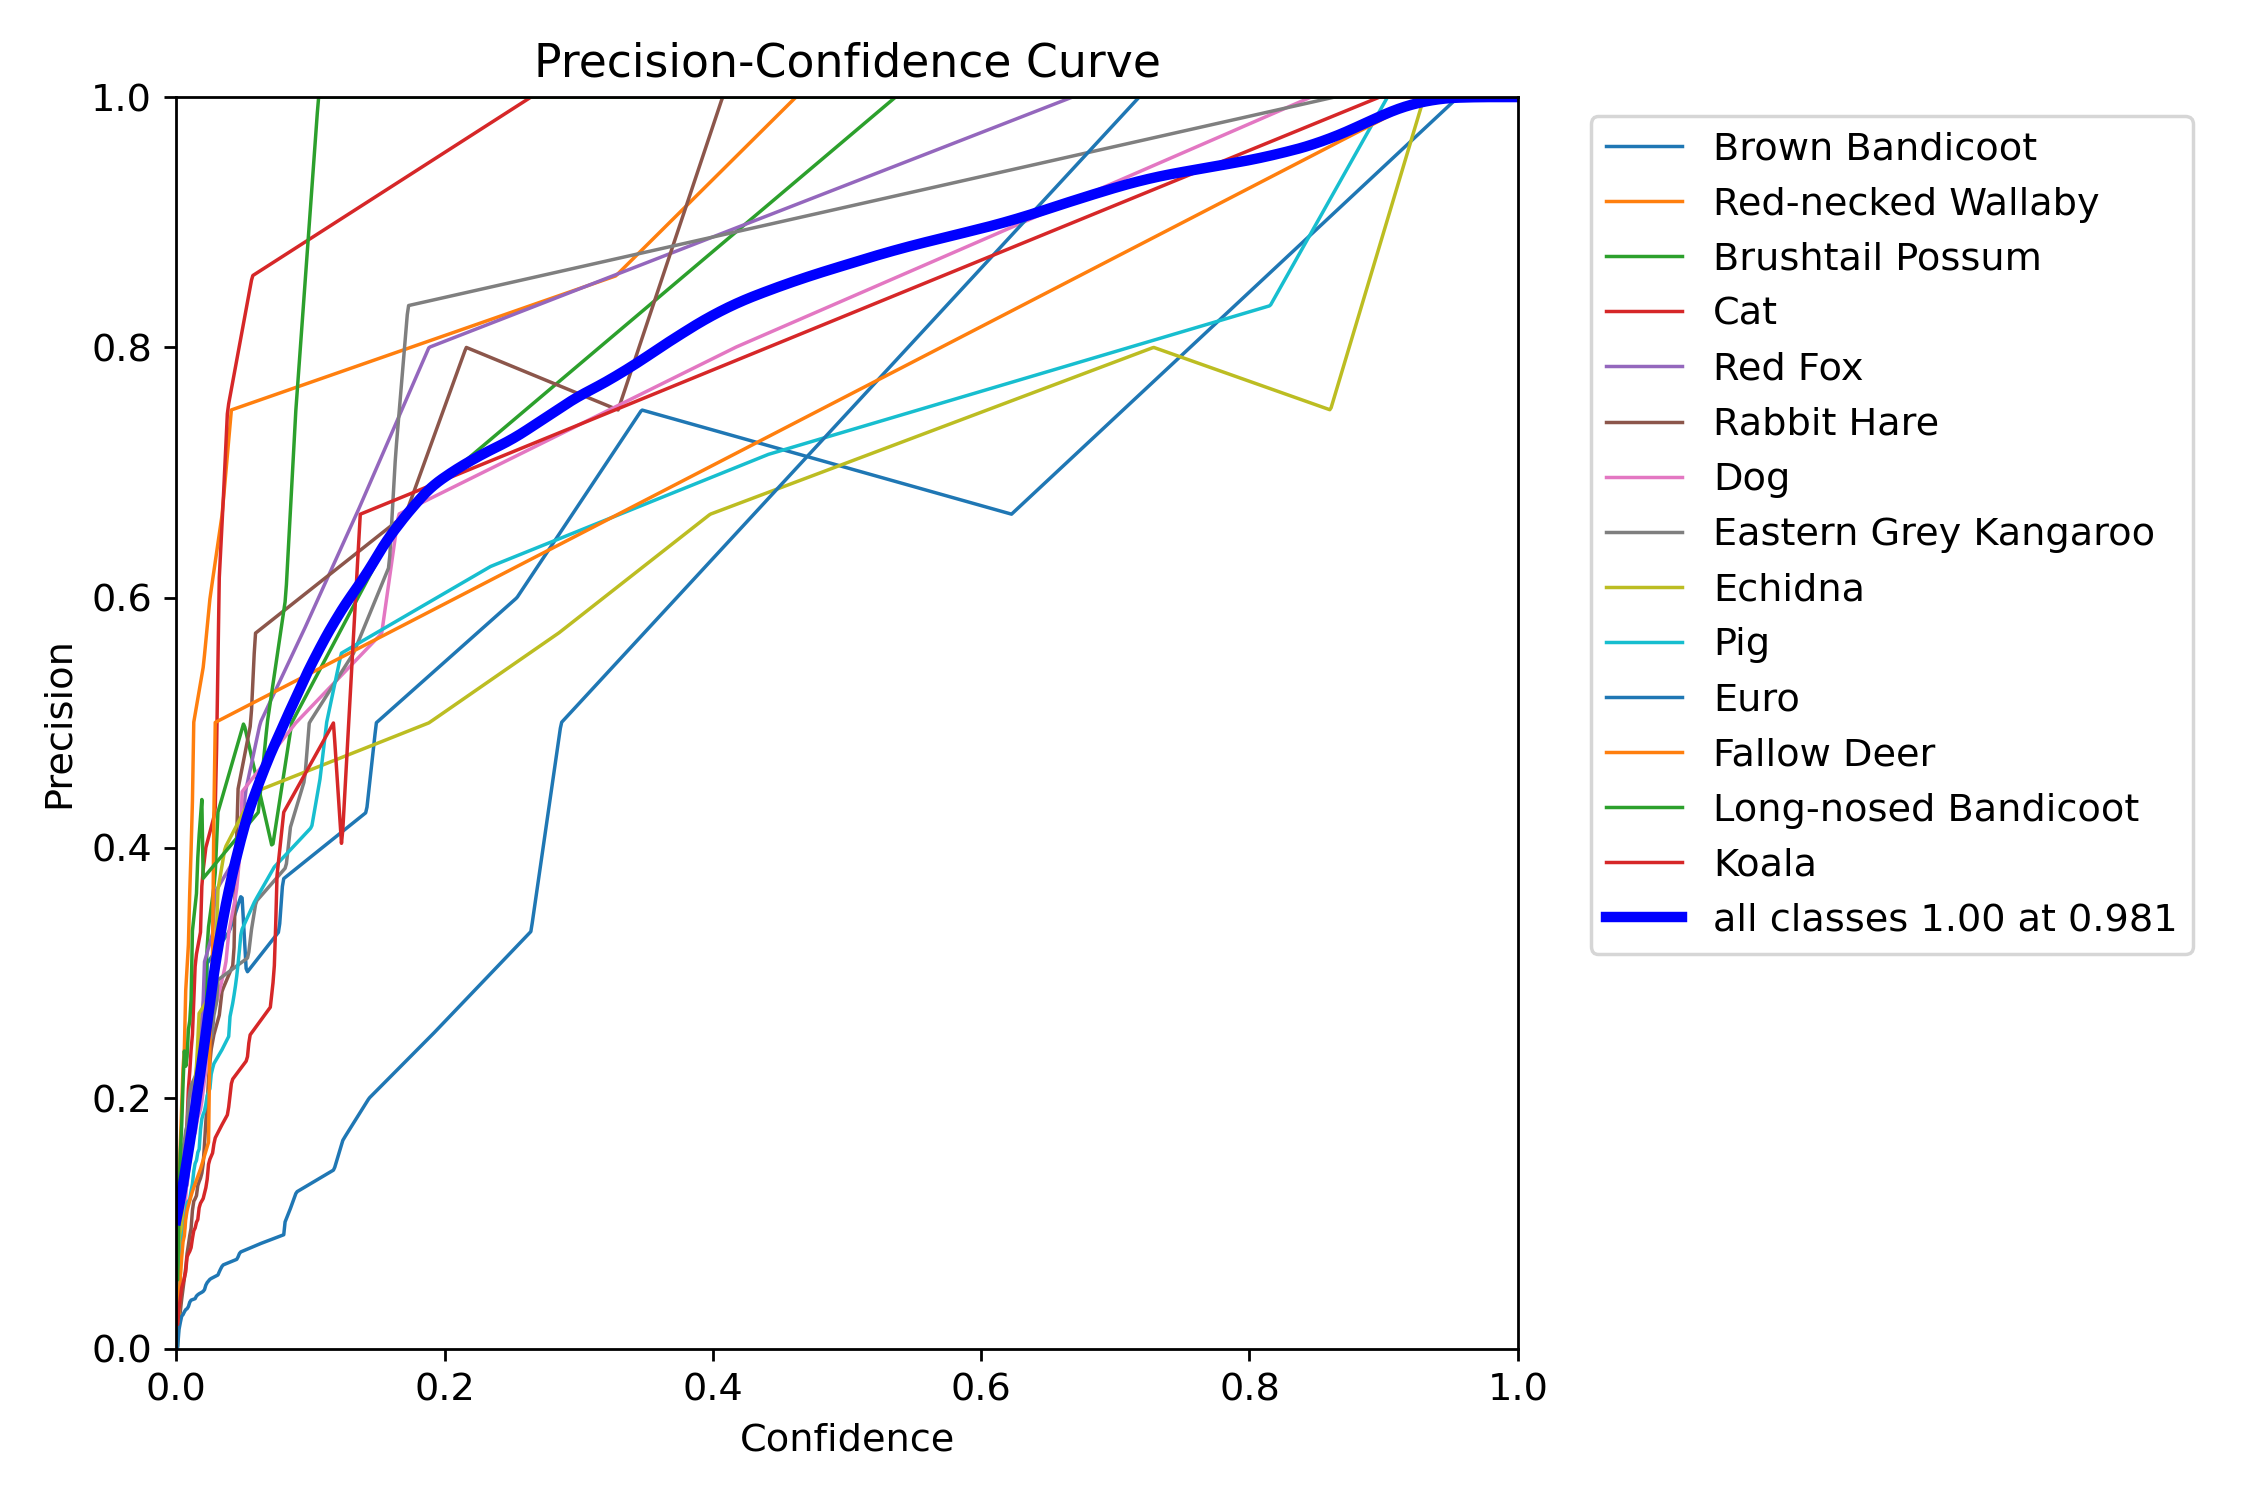 Precision-Confidence Curve
1.0
0.8
0.6
0.4
0.2
0.0
Precision
0.0 0.2 0.4 0.6 0.8 1.0
Confidence
Brown Bandicoot
Red-necked Wallaby
Brushtail Possum
Cat
Red Fox
Rabbit Hare
Dog
Eastern Grey Kangaroo
Echidna
Pig
Euro
Fallow Deer
Long-nosed Bandicoot
Koala
all classes 1.00 at 0.981